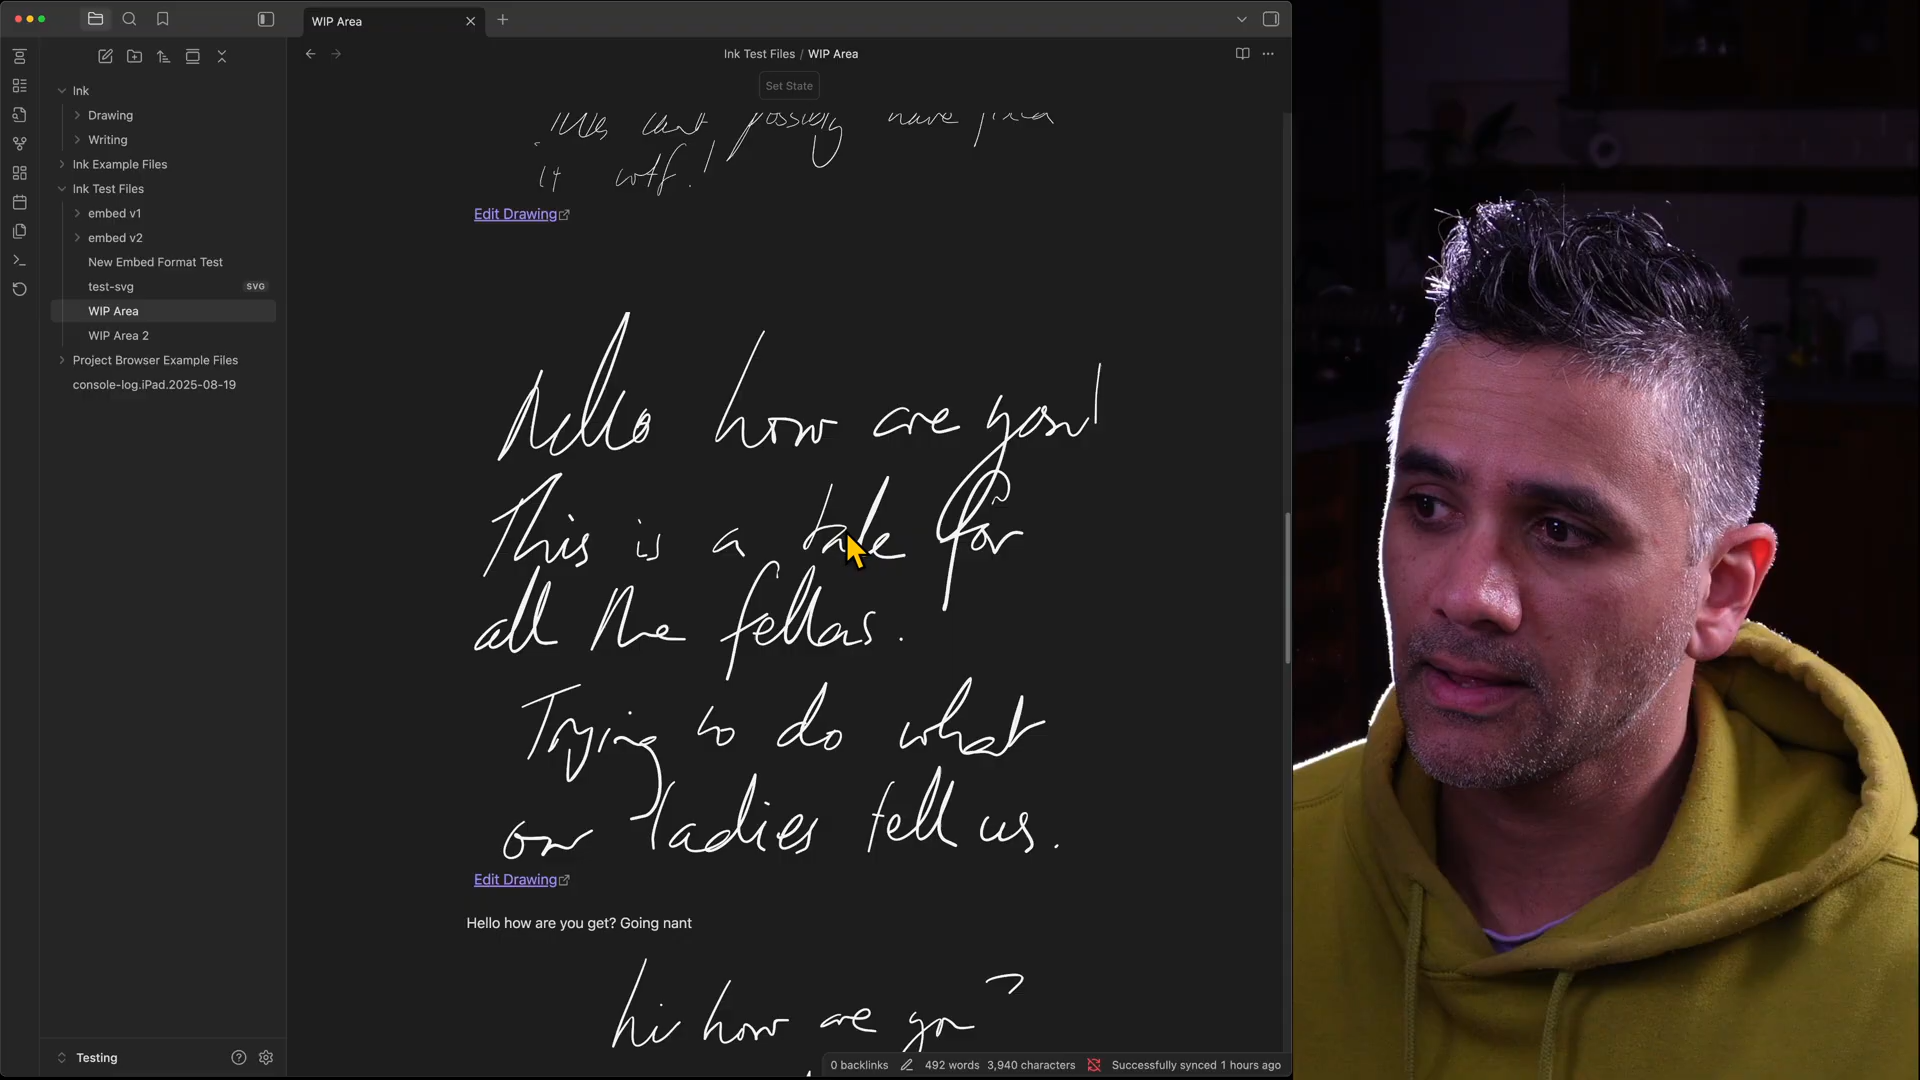 WIP Area
Ink Test Files / WIP Area
Set State
Ink
Drawing
Writing
Ink Example Files
Ink Test Files
embed v1
embed v2
New Embed Format Test
test-svg SVG
WIP Area
WIP Area 2
Project Browser Example Files
console-log.iPad.2025-08-19
Testing
possibly have
it wtf!
Edit Drawing
Hello how are you!
This is a tale for
all the fellas.
Trying to do what
our ladies tell us.
Edit Drawing
Hello how are you get? Going nant
hi how are you?
0 backlinks 492 words 3,940 characters Successfully synced 1 hours ago